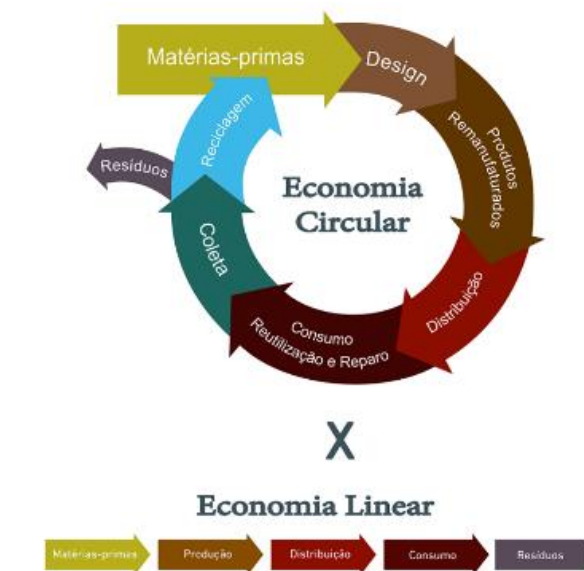 Matérias-primas
Design
Produtos
Remanufaturados
Distribuição
Consumo
Reutilização e Reparo
Coleta
Reciclagem
Resíduos
Economia
Circular
X
Economia Linear
Matérias-primas
Produção
Distribuição
Consumo
Resíduos